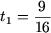 t₁ = 9/16